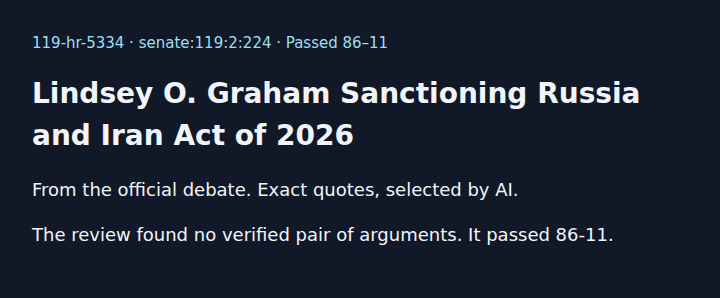 119-hr-5334 · senate:119:2:224 · Passed 86–11
Lindsey O. Graham Sanctioning Russia
and Iran Act of 2026
From the official debate. Exact quotes, selected by AI.
The review found no verified pair of arguments. It passed 86-11.